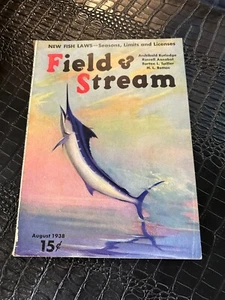 NEW FISH LAWS—Seasons, Limits and Licenses
Field &
Stream
Archibald Rutledge
Russell Annabel
Burton L. Spiller
H. L. Betten
August 1938
15¢